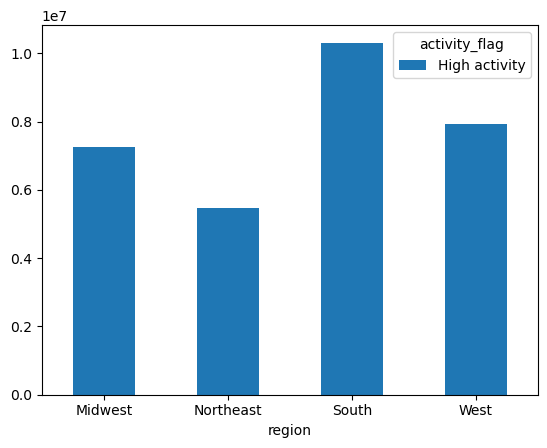 1e7
activity_flag
High activity
1.0
0.8
0.6
0.4
0.2
0.0
Midwest Northeast South West
region